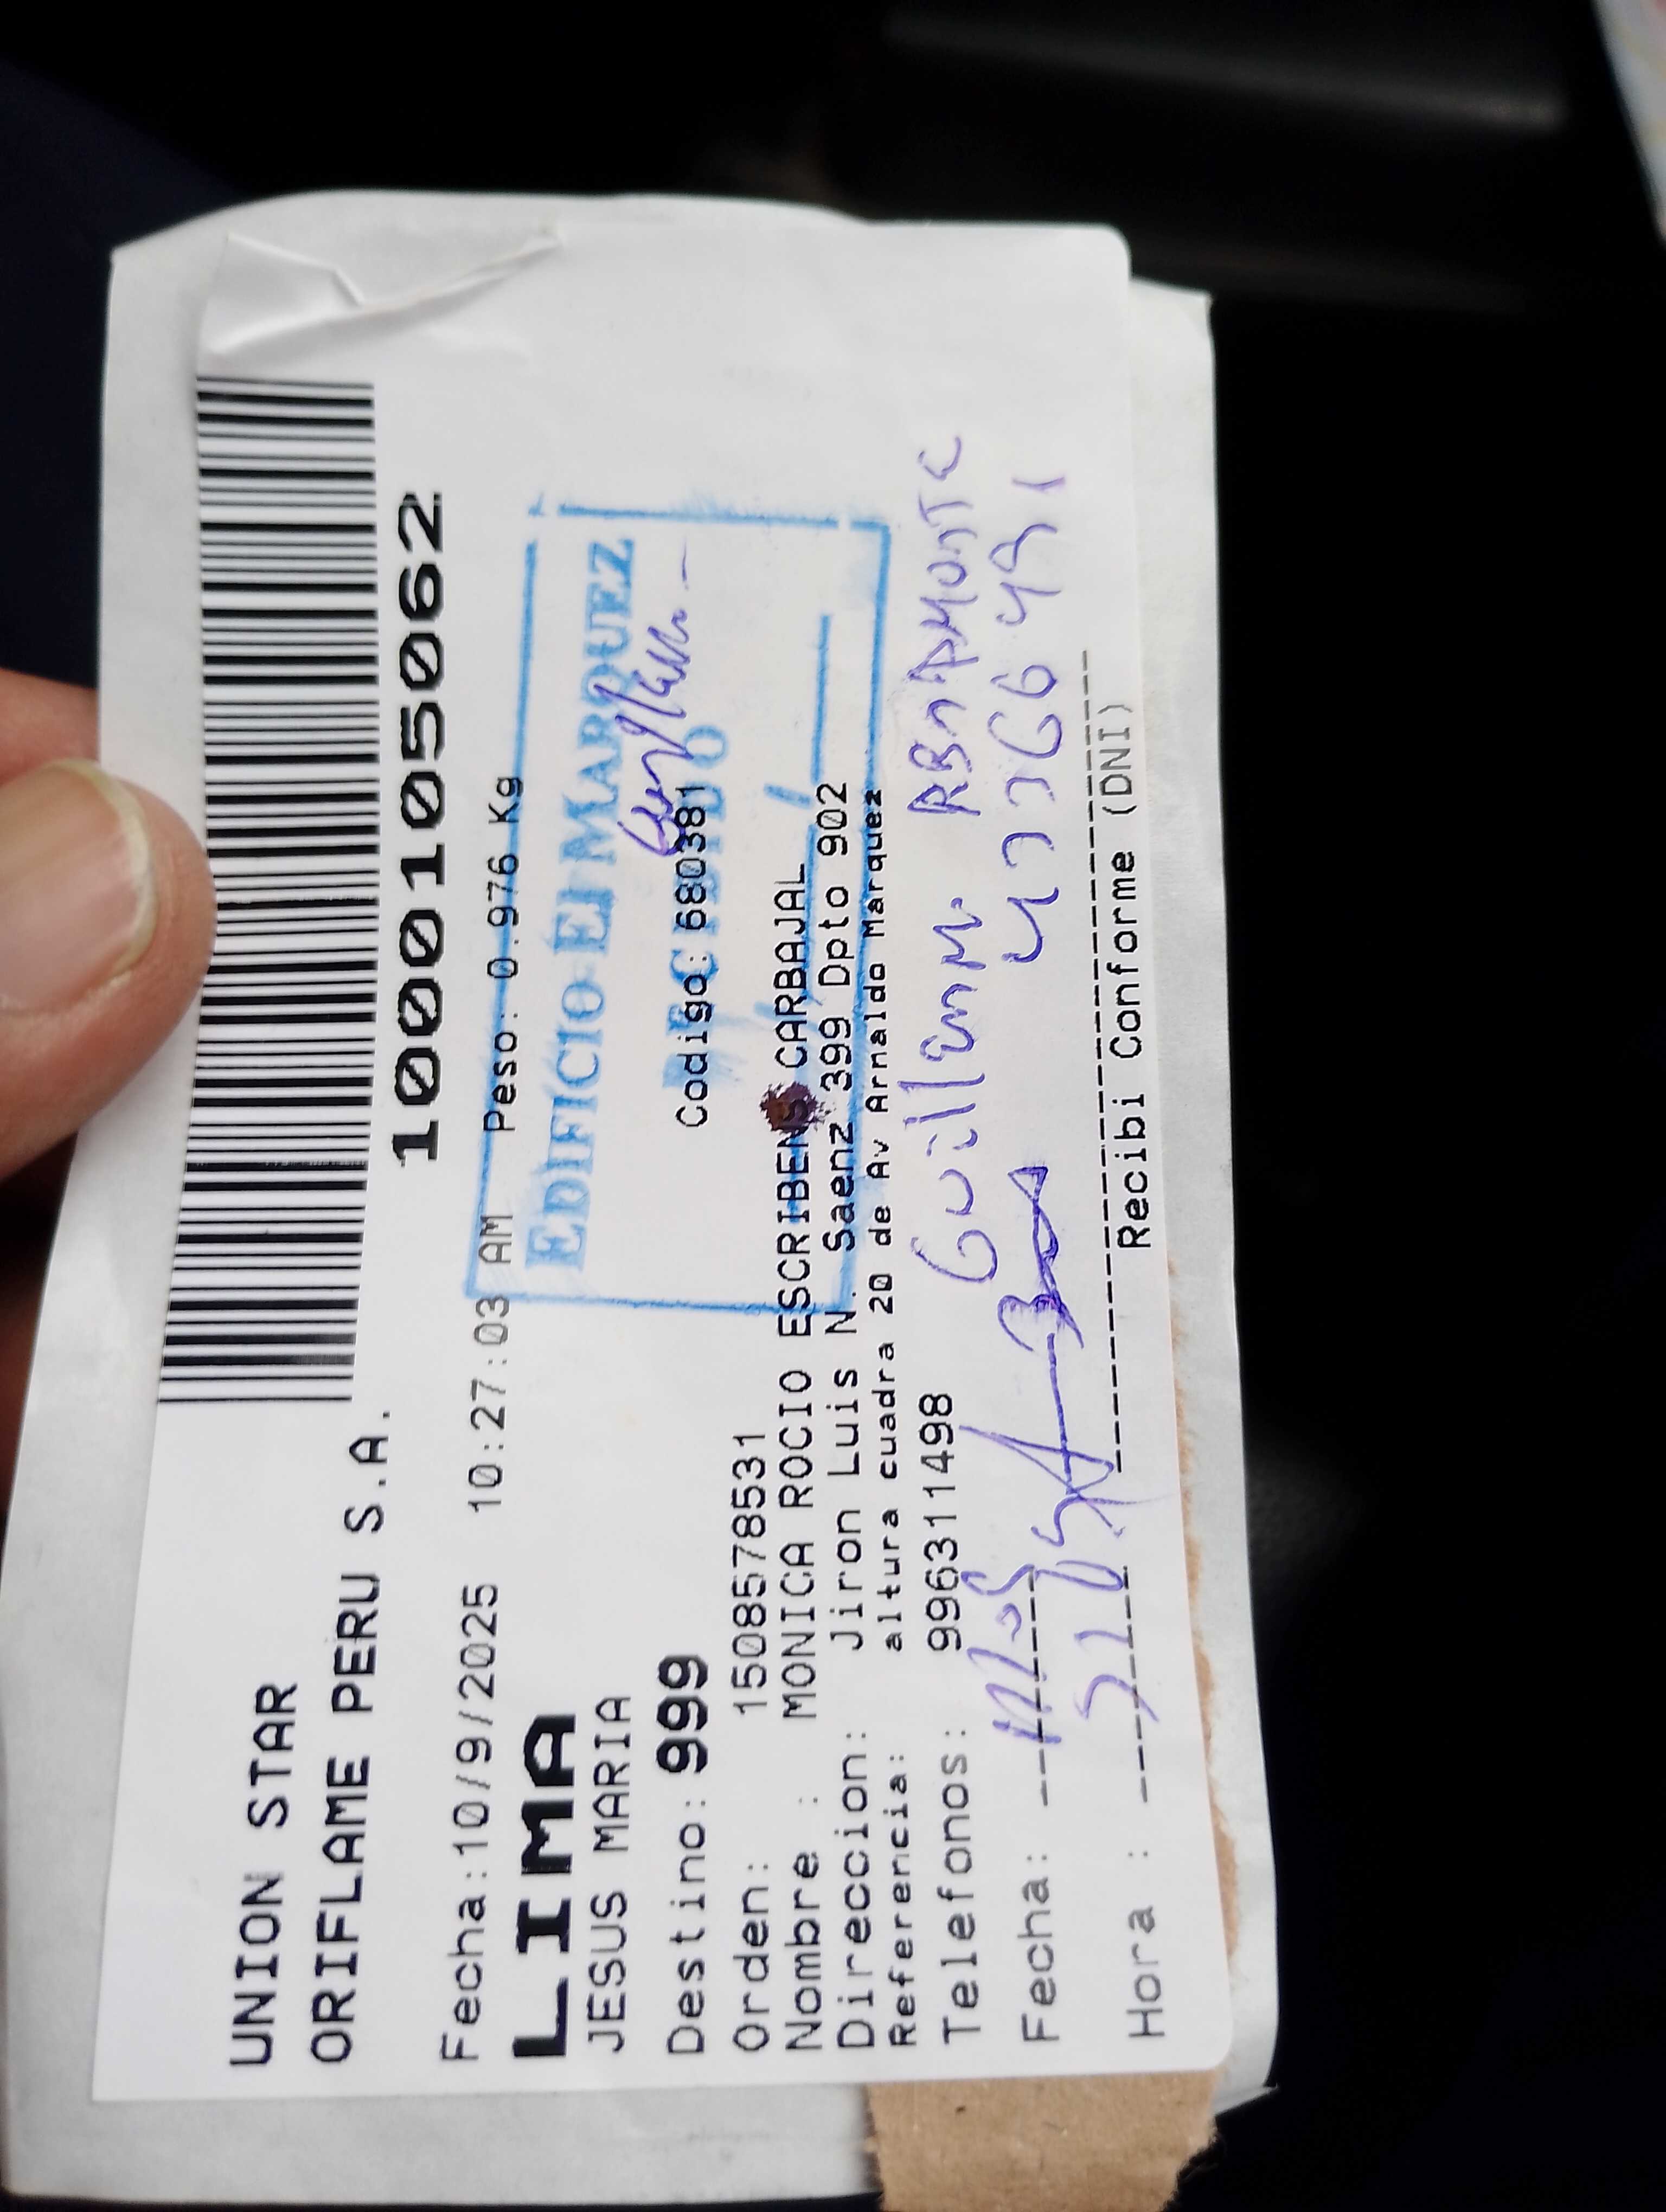 UNION STAR
ORIFLAME PERU S.A.
1000105062
Fecha:10/9/2025 10:27:03 AM Peso: 0.976 Kg
LIMA
JESUS MARIA
EDIFICIO El MARQUEZ
Destino: 999 Codigo: 680381
RECIBIDO
Orden: 1508578531
Nombre : MONICA ROCIO ESCRIBENS CARBAJAL
Direccion: Jiron Luis N. Saenz 399 Dpto 902
Referencia: altura cuadra 20 de Av Arnaldo Marquez
Telefonos: 996311498
Fecha:
Hora :
Recibi Conforme (DNI)